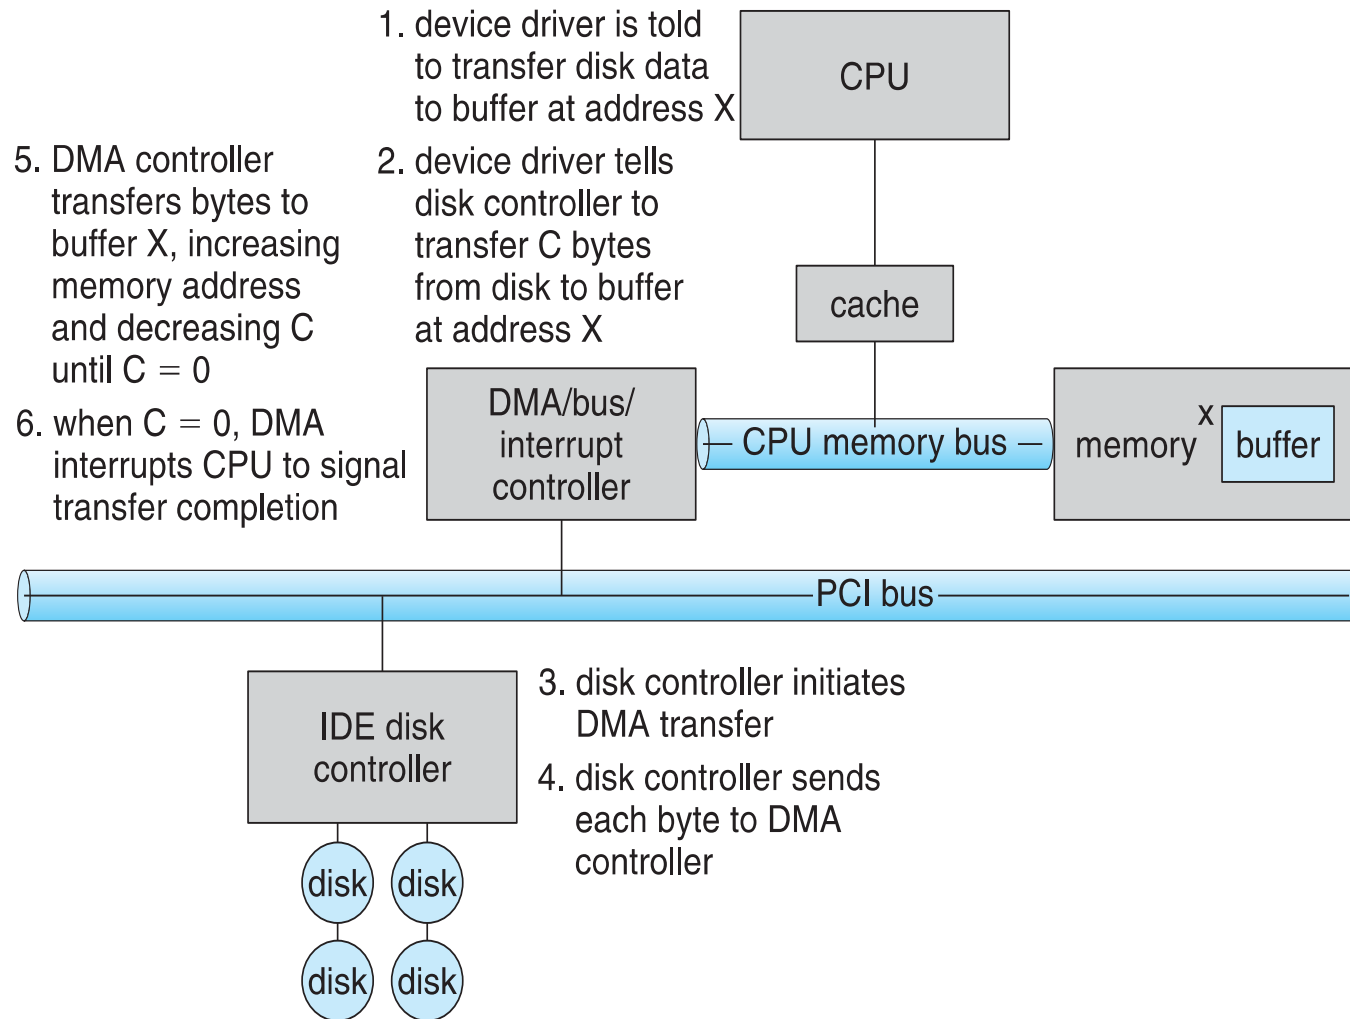 1. device driver is told
to transfer disk data
to buffer at address X
CPU
5. DMA controller
transfers bytes to
buffer X, increasing
memory address
and decreasing C
until C = 0
2. device driver tells
disk controller to
transfer C bytes
from disk to buffer
at address X
cache
6. when C = 0, DMA
interrupts CPU to signal
transfer completion
DMA/bus/
interrupt
controller
CPU memory bus
memory
x
buffer
PCI bus
IDE disk
controller
3. disk controller initiates
DMA transfer
4. disk controller sends
each byte to DMA
controller
disk
disk
disk
disk